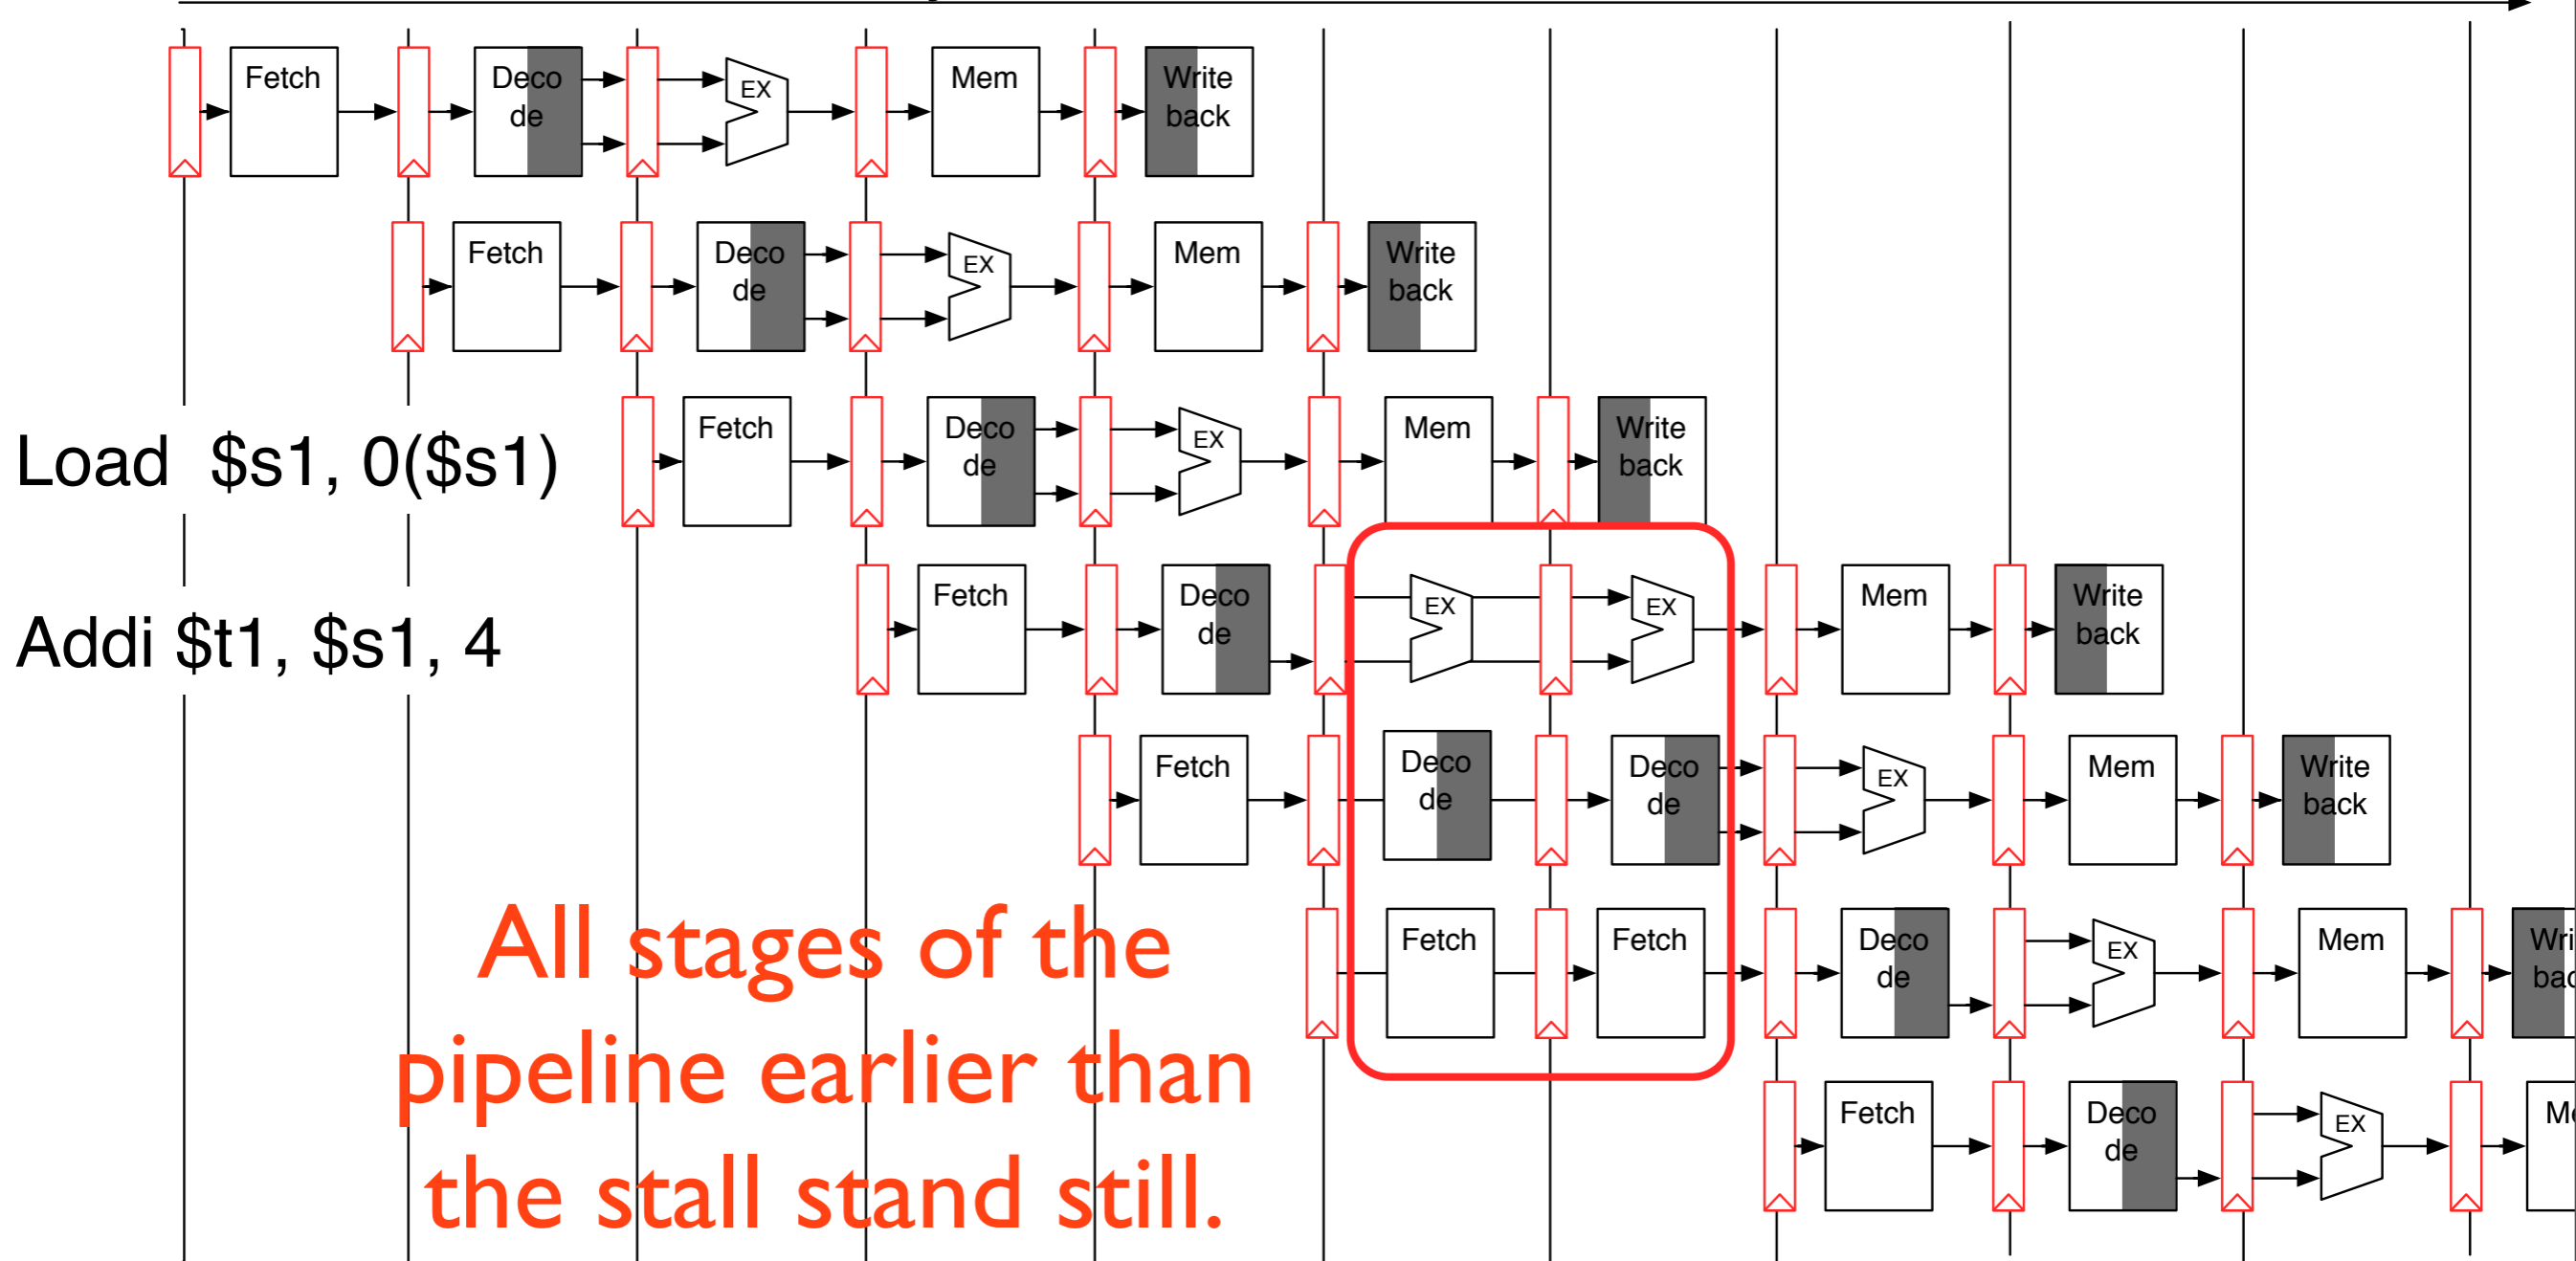 Fetch Deco de EX Mem Write back
Fetch Deco de EX Mem Write back
Load $s1, 0($s1) Fetch Deco de EX Mem Write back
Addi $t1, $s1, 4 Fetch Deco de EX EX Mem Write back
Fetch Deco de Deco de EX Mem Write back
Fetch Fetch Deco de EX Mem
Fetch Deco de EX
All stages of the
pipeline earlier than
the stall stand still.